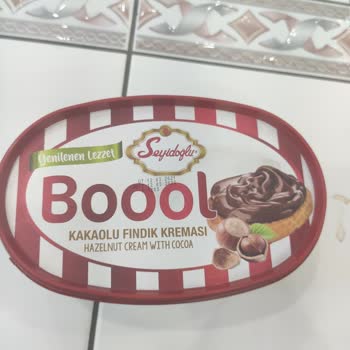 Yenilenen Lezzet
Seyidoğlu
Boool
KAKAOLU FINDIK KREMASI
HAZELNUT CREAM WITH COCOA